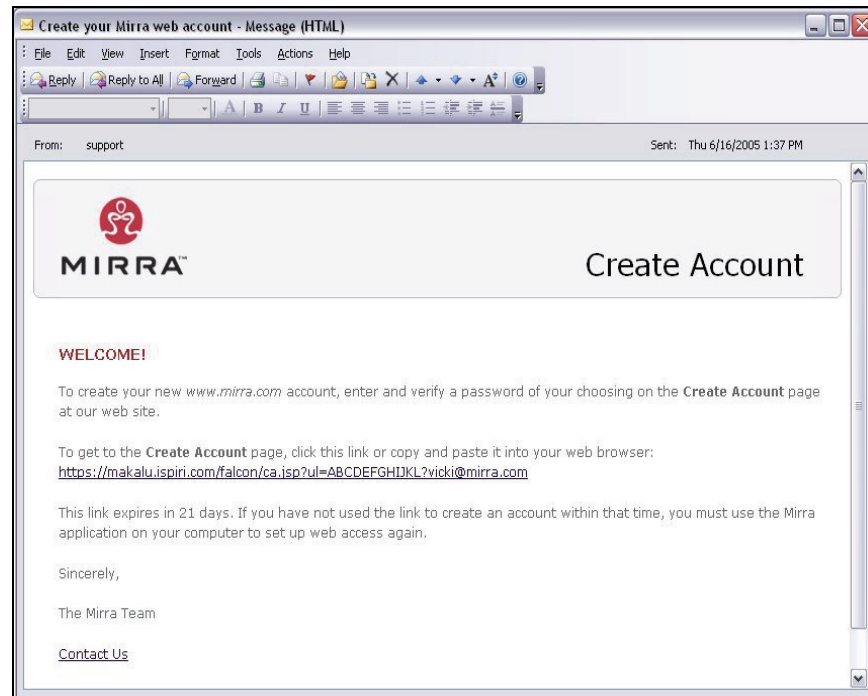 Create your Mirra web account - Message (HTML)
File Edit View Insert Format Tools Actions Help
Reply Reply to All Forward A
A B I U
From: support Sent: Thu 6/16/2005 1:37 PM
MIRRA™
Create Account
WELCOME!
To create your new www.mirra.com account, enter and verify a password of your choosing on the Create Account page
at our web site.
To get to the Create Account page, click this link or copy and paste it into your web browser:
https://makalu.ispiri.com/falcon/ca.jsp?ul=ABCDEFGHIJKL?vicki@mirra.com
This link expires in 21 days. If you have not used the link to create an account within that time, you must use the Mirra
application on your computer to set up web access again.
Sincerely,
The Mirra Team
Contact Us